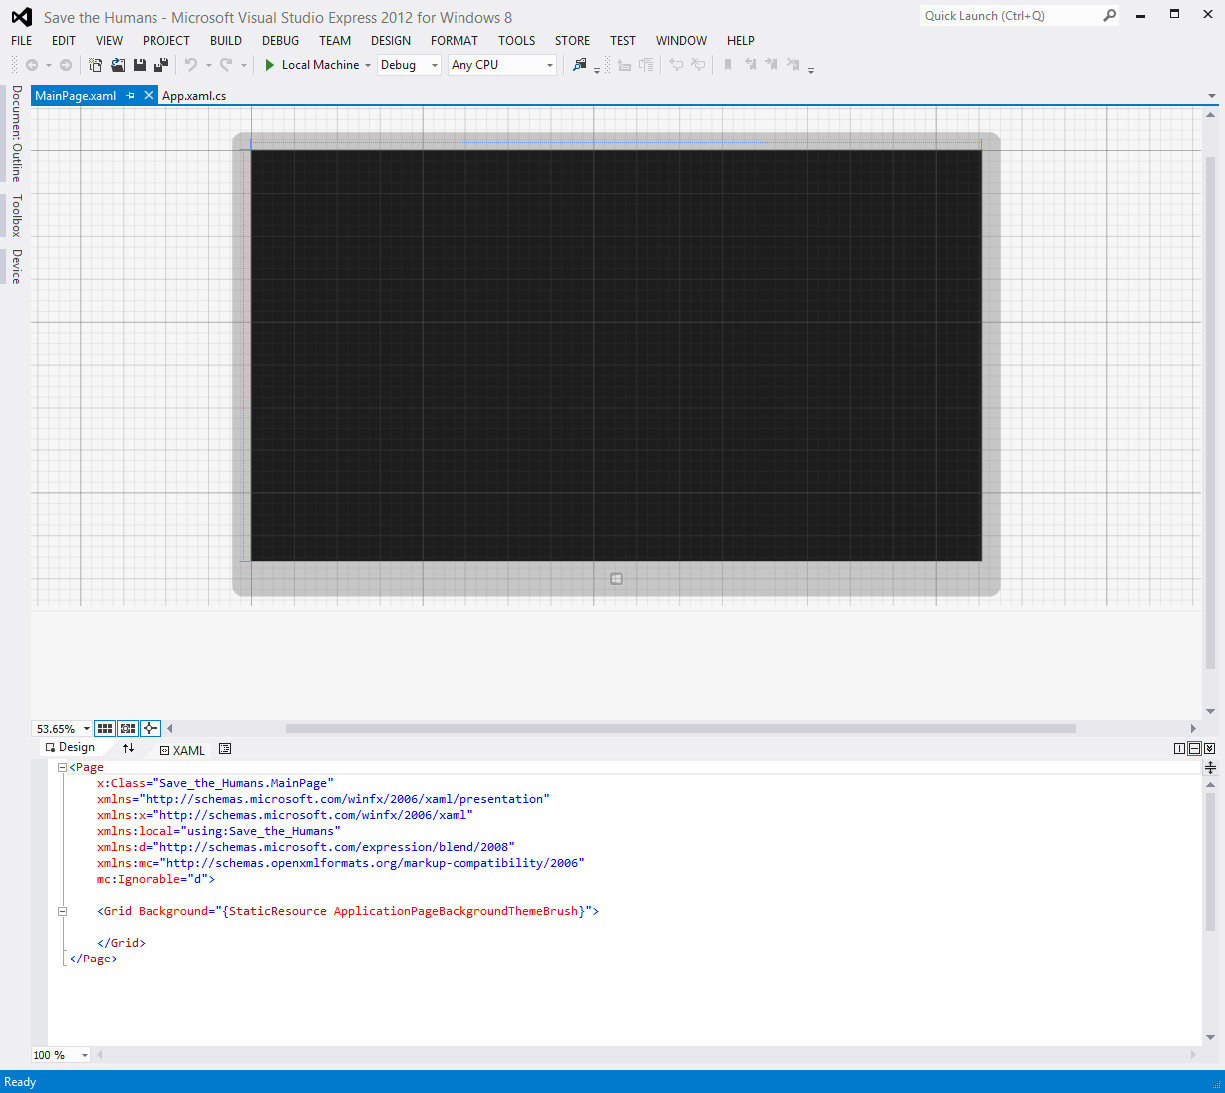 Save the Humans - Microsoft Visual Studio Express 2012 for Windows 8
Quick Launch (Ctrl+Q)
FILE EDIT VIEW PROJECT BUILD DEBUG TEAM DESIGN FORMAT TOOLS STORE TEST WINDOW HELP
Local Machine Debug Any CPU
MainPage.xaml App.xaml.cs
Document Outline
Toolbox
Device
53.65%
Design XAML
<Page
x:Class="Save_the_Humans.MainPage"
xmlns="http://schemas.microsoft.com/winfx/2006/xaml/presentation"
xmlns:x="http://schemas.microsoft.com/winfx/2006/xaml"
xmlns:local="using:Save_the_Humans"
xmlns:d="http://schemas.microsoft.com/expression/blend/2008"
xmlns:mc="http://schemas.openxmlformats.org/markup-compatibility/2006"
mc:Ignorable="d">
<Grid Background="{StaticResource ApplicationPageBackgroundThemeBrush}">
</Grid>
</Page>
100 %
Ready